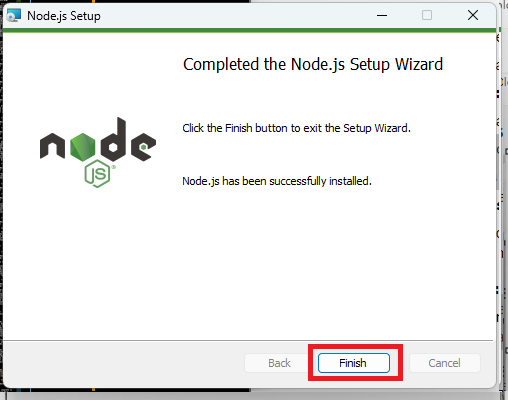 Node.js Setup
Completed the Node.js Setup Wizard
Click the Finish button to exit the Setup Wizard.
node
JS
®
Node.js has been successfully installed.
Back
Finish
Cancel